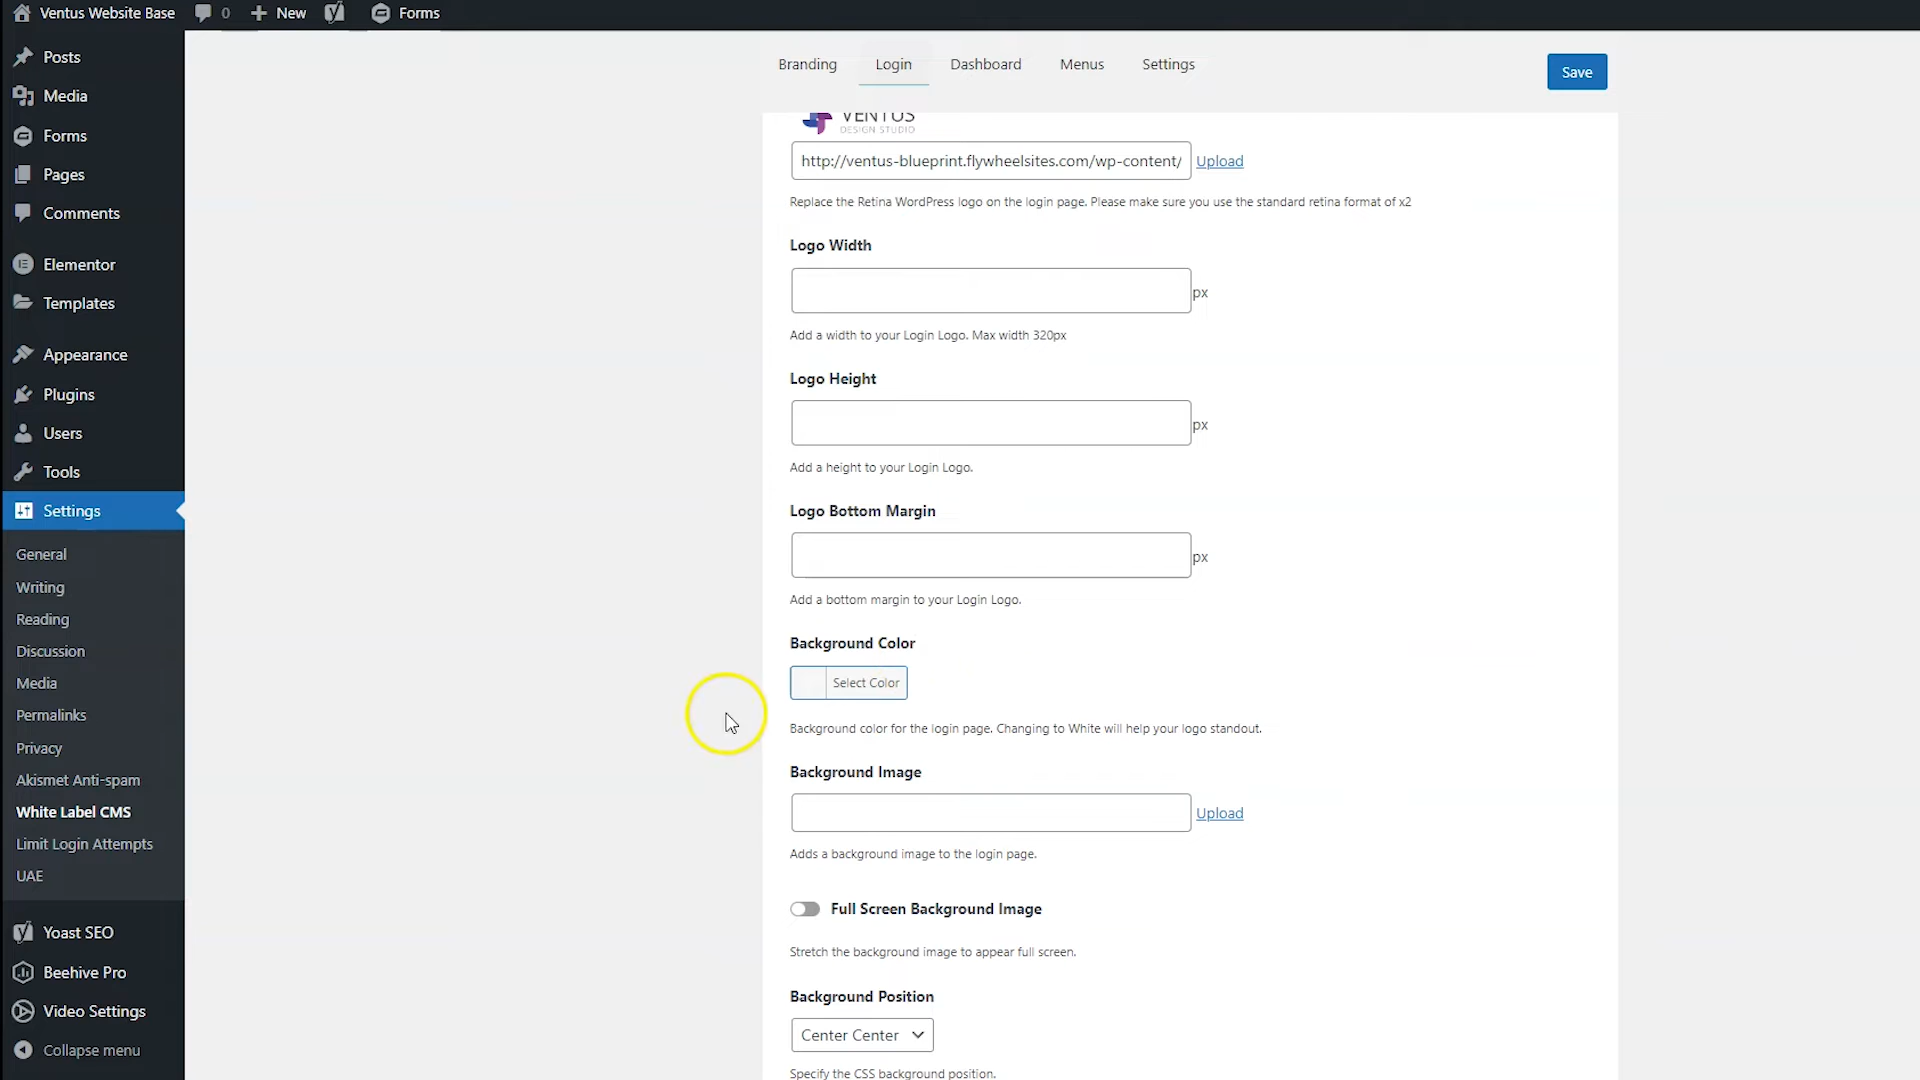 Ventus Website Base
0
New
Forms
Posts
Media
Forms
Pages
Comments
Elementor
Templates
Appearance
Plugins
Users
Tools
Settings
General
Writing
Reading
Discussion
Media
Permalinks
Privacy
Akismet Anti-spam
White Label CMS
Limit Login Attempts
UAE
Yoast SEO
Beehive Pro
Video Settings
Collapse menu
Branding
Login
Dashboard
Menus
Settings
Save
VENTUS
DESIGN STUDIO
http://ventus-blueprint.flywheelsites.com/wp-content/
Upload
Replace the Retina WordPress logo on the login page. Please make sure you use the standard retina format of x2
Logo Width
px
Add a width to your Login Logo. Max width 320px
Logo Height
px
Add a height to your Login Logo.
Logo Bottom Margin
px
Add a bottom margin to your Login Logo.
Background Color
Select Color
Background color for the login page. Changing to White will help your logo standout.
Background Image
Upload
Adds a background image to the login page.
Full Screen Background Image
Stretch the background image to appear full screen.
Background Position
Center Center
Specify the CSS background position.